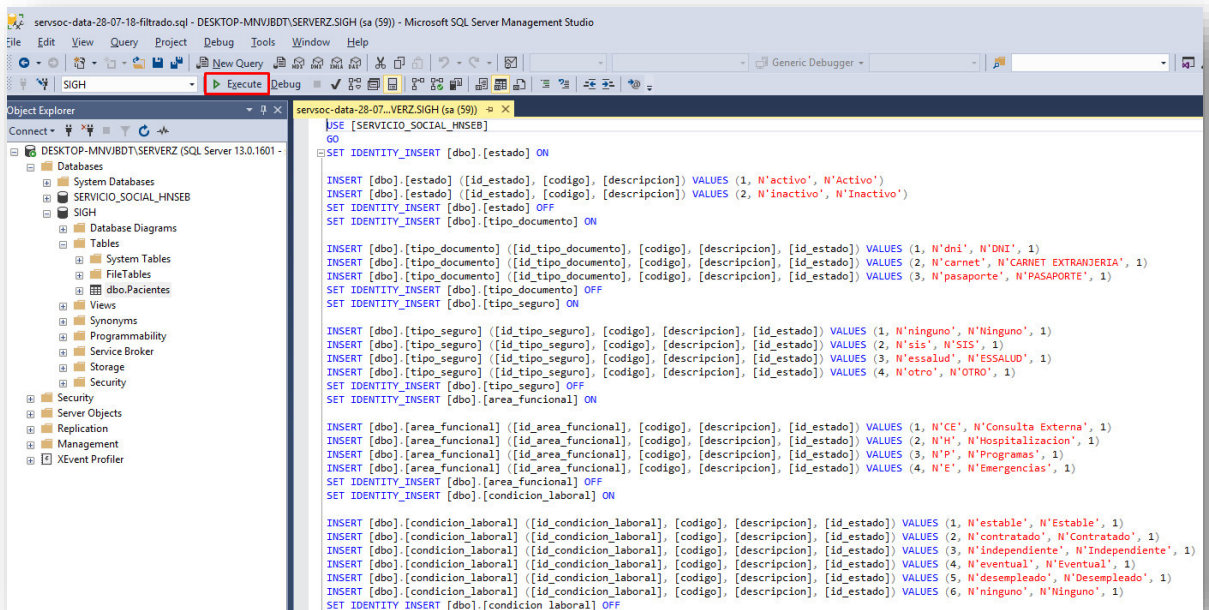 servsoc-data-28-07-18-filtrado.sql - DESKTOP-MNVJBDT\SERVERZ.SIGH (sa (59)) - Microsoft SQL Server Management Studio
File Edit View Query Project Debug Tools Window Help
New Query Generic Debugger
SIGH Execute Debug
Object Explorer
Connect
DESKTOP-MNVJBDT\SERVERZ (SQL Server 13.0.1601 -
Databases
System Databases
SERVICIO_SOCIAL_HNSEB
SIGH
Database Diagrams
Tables
System Tables
FileTables
dbo.Pacientes
Views
Synonyms
Programmability
Service Broker
Storage
Security
Security
Server Objects
Replication
Management
XEvent Profiler
servsoc-data-28-07...VERZ.SIGH (sa (59))
USE [SERVICIO_SOCIAL_HNSEB]
GO
SET IDENTITY_INSERT [dbo].[estado] ON
INSERT [dbo].[estado] ([id_estado], [codigo], [descripcion]) VALUES (1, N'activo', N'Activo')
INSERT [dbo].[estado] ([id_estado], [codigo], [descripcion]) VALUES (2, N'inactivo', N'Inactivo')
SET IDENTITY_INSERT [dbo].[estado] OFF
SET IDENTITY_INSERT [dbo].[tipo_documento] ON
INSERT [dbo].[tipo_documento] ([id_tipo_documento], [codigo], [descripcion], [id_estado]) VALUES (1, N'dni', N'DNI', 1)
INSERT [dbo].[tipo_documento] ([id_tipo_documento], [codigo], [descripcion], [id_estado]) VALUES (2, N'carnet', N'CARNET EXTRANJERIA', 1)
INSERT [dbo].[tipo_documento] ([id_tipo_documento], [codigo], [descripcion], [id_estado]) VALUES (3, N'pasaporte', N'PASAPORTE', 1)
SET IDENTITY_INSERT [dbo].[tipo_documento] OFF
SET IDENTITY_INSERT [dbo].[tipo_seguro] ON
INSERT [dbo].[tipo_seguro] ([id_tipo_seguro], [codigo], [descripcion], [id_estado]) VALUES (1, N'ninguno', N'Ninguno', 1)
INSERT [dbo].[tipo_seguro] ([id_tipo_seguro], [codigo], [descripcion], [id_estado]) VALUES (2, N'sis', N'SIS', 1)
INSERT [dbo].[tipo_seguro] ([id_tipo_seguro], [codigo], [descripcion], [id_estado]) VALUES (3, N'essalud', N'ESSALUD', 1)
INSERT [dbo].[tipo_seguro] ([id_tipo_seguro], [codigo], [descripcion], [id_estado]) VALUES (4, N'otro', N'OTRO', 1)
SET IDENTITY_INSERT [dbo].[tipo_seguro] OFF
SET IDENTITY_INSERT [dbo].[area_funcional] ON
INSERT [dbo].[area_funcional] ([id_area_funcional], [codigo], [descripcion], [id_estado]) VALUES (1, N'CE', N'Consulta Externa', 1)
INSERT [dbo].[area_funcional] ([id_area_funcional], [codigo], [descripcion], [id_estado]) VALUES (2, N'H', N'Hospitalizacion', 1)
INSERT [dbo].[area_funcional] ([id_area_funcional], [codigo], [descripcion], [id_estado]) VALUES (3, N'P', N'Programas', 1)
INSERT [dbo].[area_funcional] ([id_area_funcional], [codigo], [descripcion], [id_estado]) VALUES (4, N'E', N'Emergencias', 1)
SET IDENTITY_INSERT [dbo].[area_funcional] OFF
SET IDENTITY_INSERT [dbo].[condicion_laboral] ON
INSERT [dbo].[condicion_laboral] ([id_condicion_laboral], [codigo], [descripcion], [id_estado]) VALUES (1, N'estable', N'Estable', 1)
INSERT [dbo].[condicion_laboral] ([id_condicion_laboral], [codigo], [descripcion], [id_estado]) VALUES (2, N'contratado', N'Contratado', 1)
INSERT [dbo].[condicion_laboral] ([id_condicion_laboral], [codigo], [descripcion], [id_estado]) VALUES (3, N'independiente', N'Independiente', 1)
INSERT [dbo].[condicion_laboral] ([id_condicion_laboral], [codigo], [descripcion], [id_estado]) VALUES (4, N'eventual', N'Eventual', 1)
INSERT [dbo].[condicion_laboral] ([id_condicion_laboral], [codigo], [descripcion], [id_estado]) VALUES (5, N'desempleado', N'Desempleado', 1)
INSERT [dbo].[condicion_laboral] ([id_condicion_laboral], [codigo], [descripcion], [id_estado]) VALUES (6, N'ninguno', N'Ninguno', 1)
SET IDENTITY_INSERT [dbo].[condicion_laboral] OFF